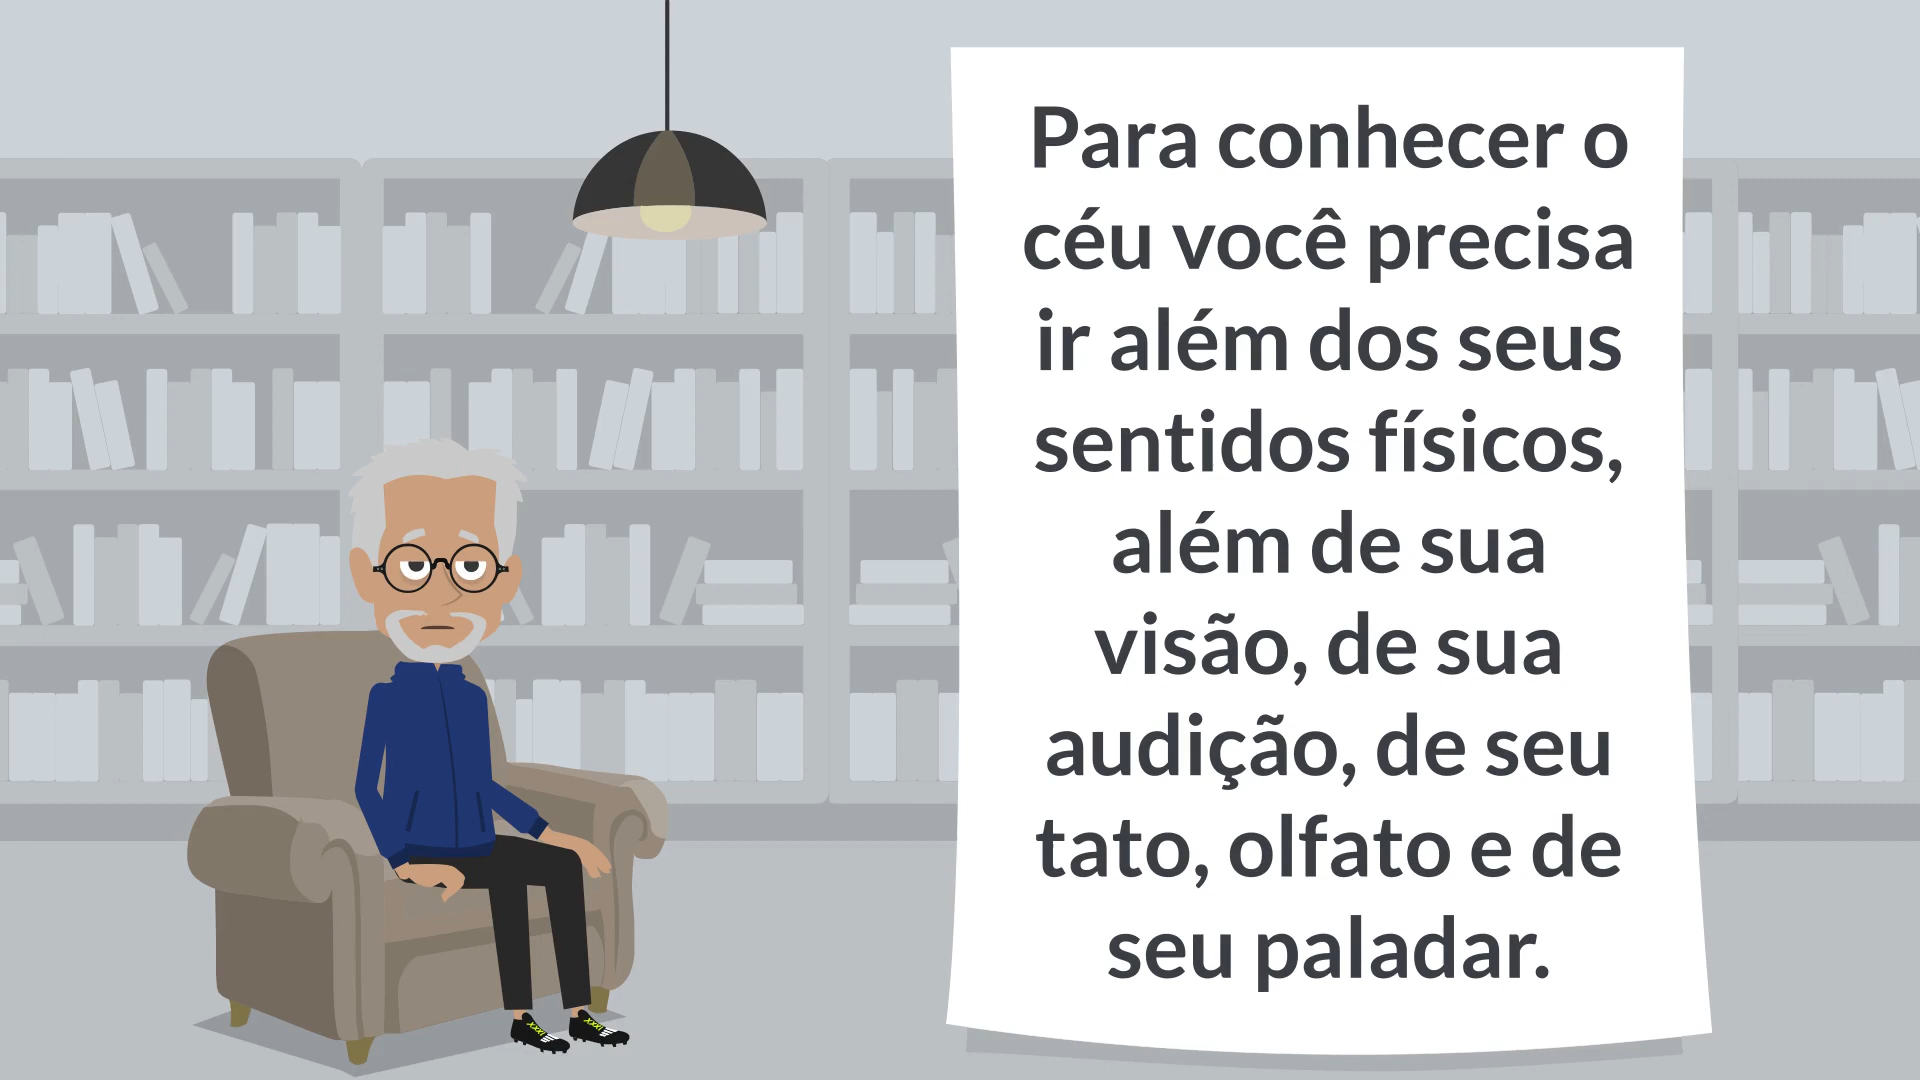 Para conhecer o
céu você precisa
ir além dos seus
sentidos físicos,
além de sua
visão, de sua
audição, de seu
tato, olfato e de
seu paladar.